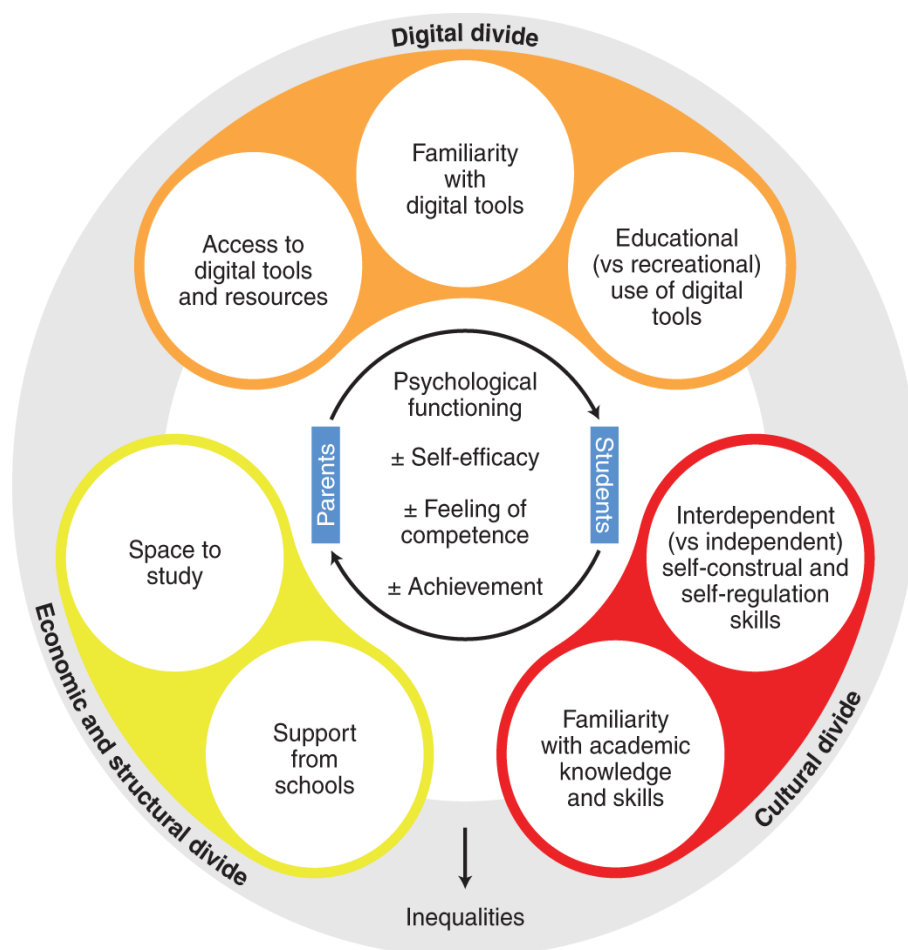 Digital divide
Familiarity
with
digital tools
Access to
digital tools
and resources
Educational
(vs recreational)
use of digital
tools
Psychological
functioning
± Self-efficacy
± Feeling of
competence
± Achievement
Parents
Students
Space to
study
Support
from
schools
Economic and structural divide
Interdependent
(vs independent)
self-construal and
self-regulation
skills
Familiarity
with academic
knowledge
and skills
Cultural divide
Inequalities